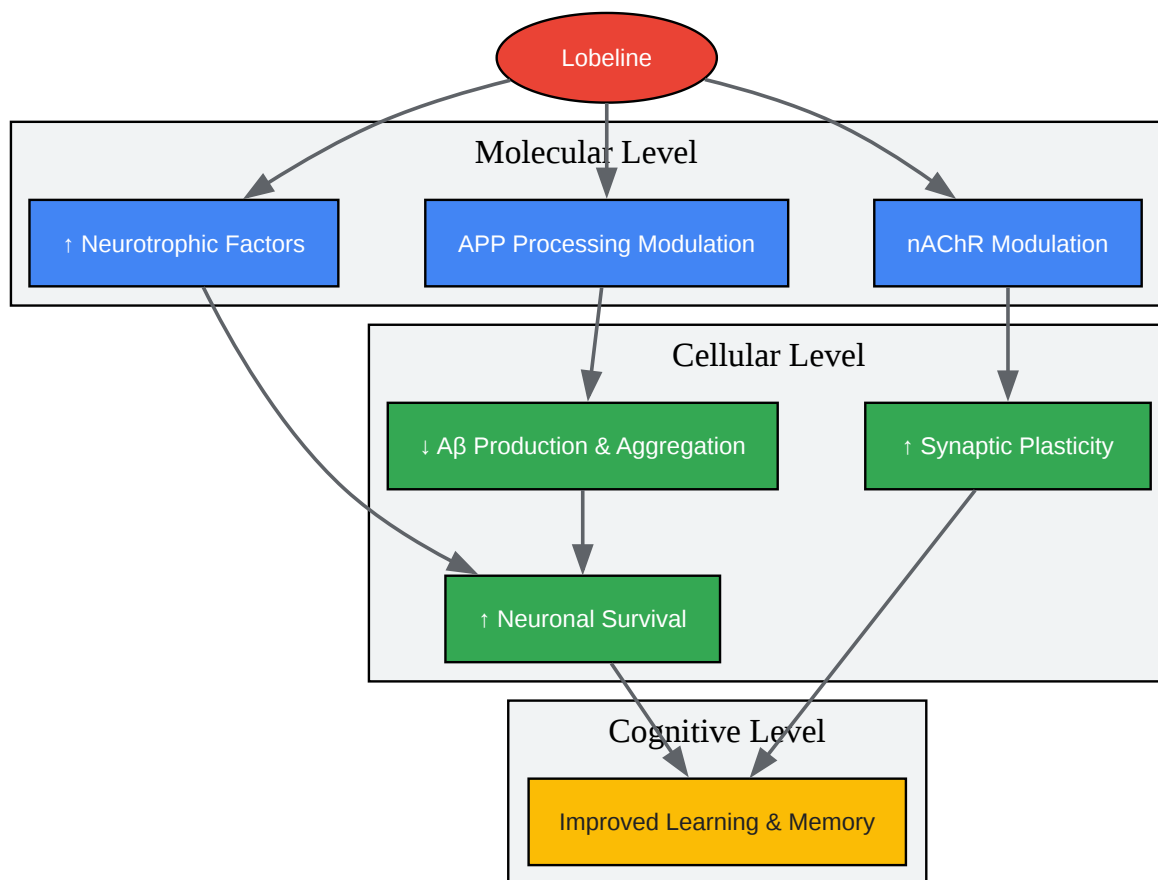 Lobeline
Molecular Level
↑ Neurotrophic Factors
APP Processing Modulation
nAChR Modulation
Cellular Level
↓ Aβ Production & Aggregation
↑ Synaptic Plasticity
↑ Neuronal Survival
Cognitive Level
Improved Learning & Memory